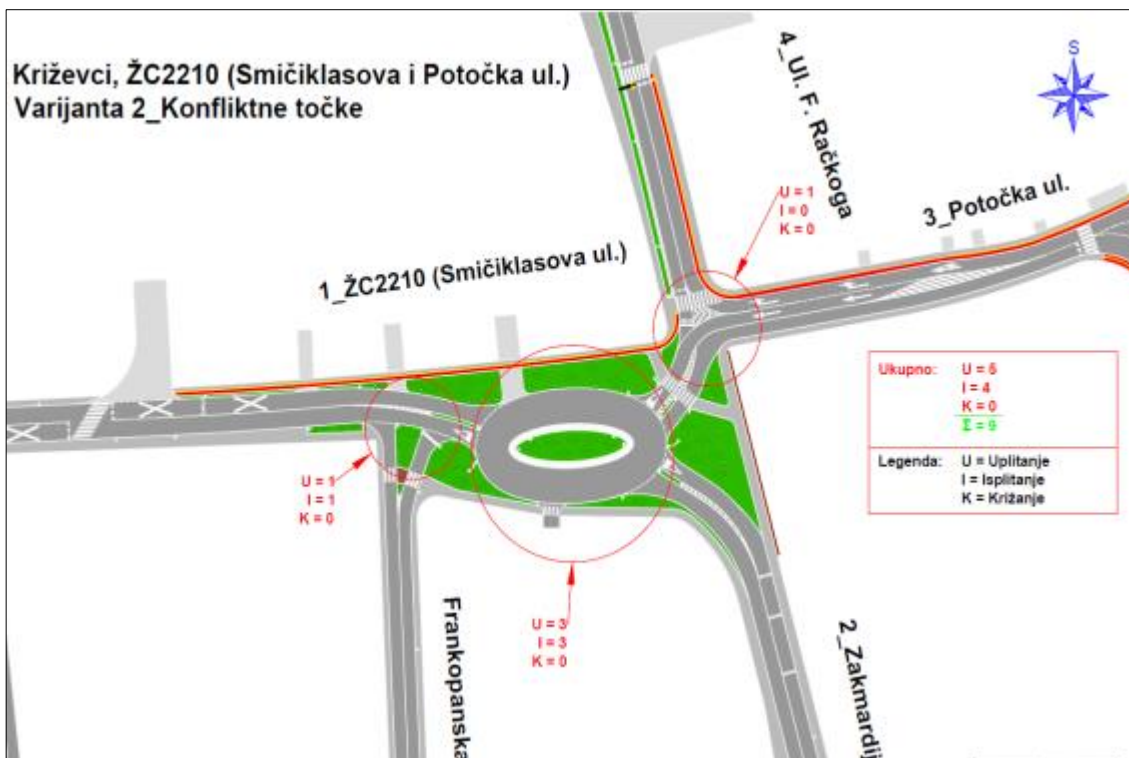 Križevci, ŽC2210 (Smičiklasova i Potočka ul.)
Varijanta 2_Konfliktne točke
S
4_Ul. F. Račkoga
3_Potočka ul.
U = 1
I = 0
K = 0
1_ŽC2210 (Smičiklasova ul.)
Ukupno: U = 5
I = 4
K = 0
Σ = 9
Legenda: U = Uplitanje
I = Isplitanje
K = Križanje
U = 1
I = 1
K = 0
U = 3
I = 3
K = 0
Frankopanska
2_Zakmardij